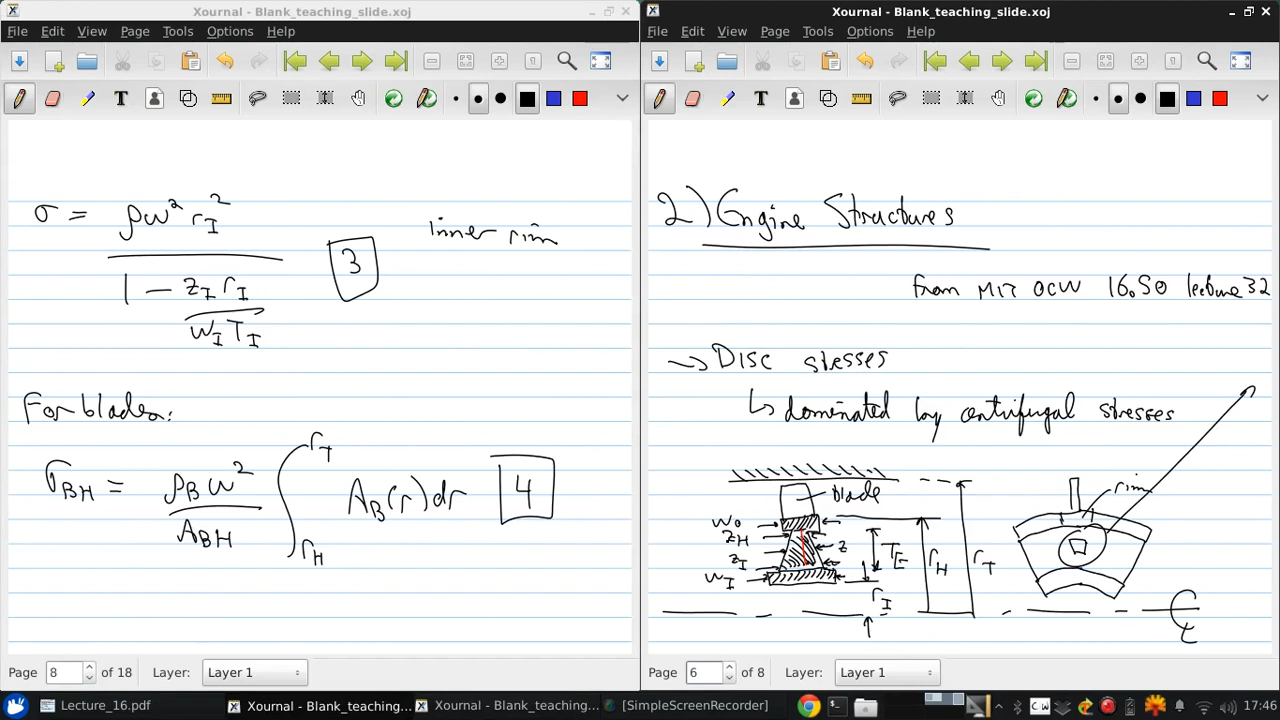 Xournal - Blank_teaching_slide.xoj
File Edit View Page Tools Options Help
σ = ρω² r_I²
1 - z_I r_I
w_I T_I
3
inner rim
For blades:
σ_BH = ρ_B ω²
A_BH
r_T
r_H
A_B(r) dr
4
Page 8 of 18 Layer: Layer 1
Xournal - Blank_teaching_slide.xoj
File Edit View Page Tools Options Help
2) Engine Structures
from MIT OCW 16.50 lecture 32
→ Disc stesses
↳ dominated by centrifugal stresses
blade
rim
w_o
z_H
z_I
w_I
z
T_E
r_I
r_H
r_T
Page 6 of 8 Layer: Layer 1
Lecture_16.pdf
Xournal - Blank_teaching_slide....
Xournal - Blank_teaching_slide....
[SimpleScreenRecorder]
17:46